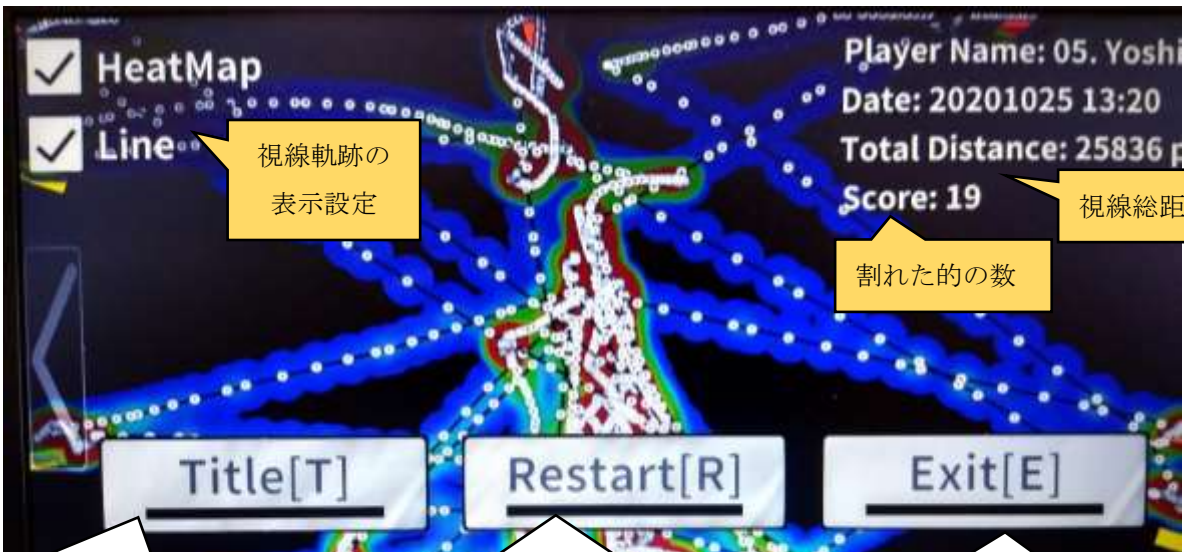 HeatMap
Line
視線軌跡の
表示設定
Player Name: 05. Yoshi
Date: 20201025 13:20
Total Distance: 25836 p
Score: 19
視線総距
割れた的の数
Title[T]
Restart[R]
Exit[E]